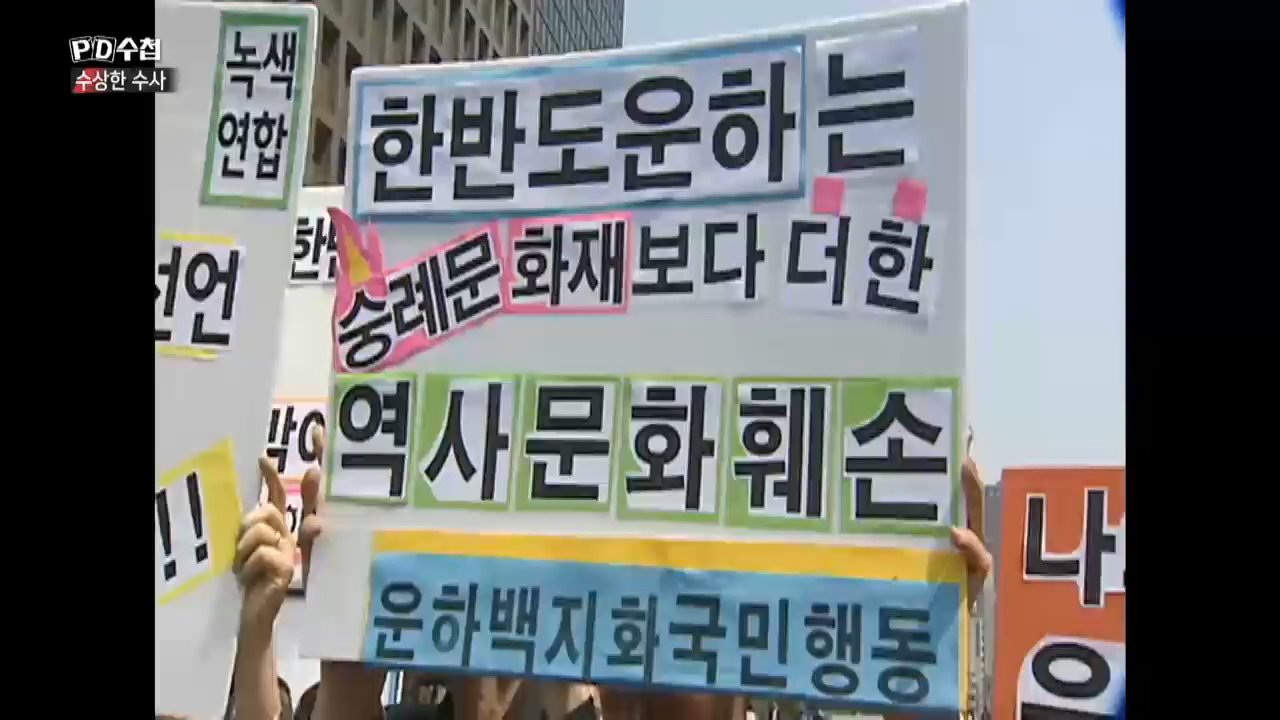 PD수첩
수상한 수사
녹색
연합
선언
!!
한반도운하는
숭례문 화재보다 더 한
역사문화훼손
운하백지화국민행동